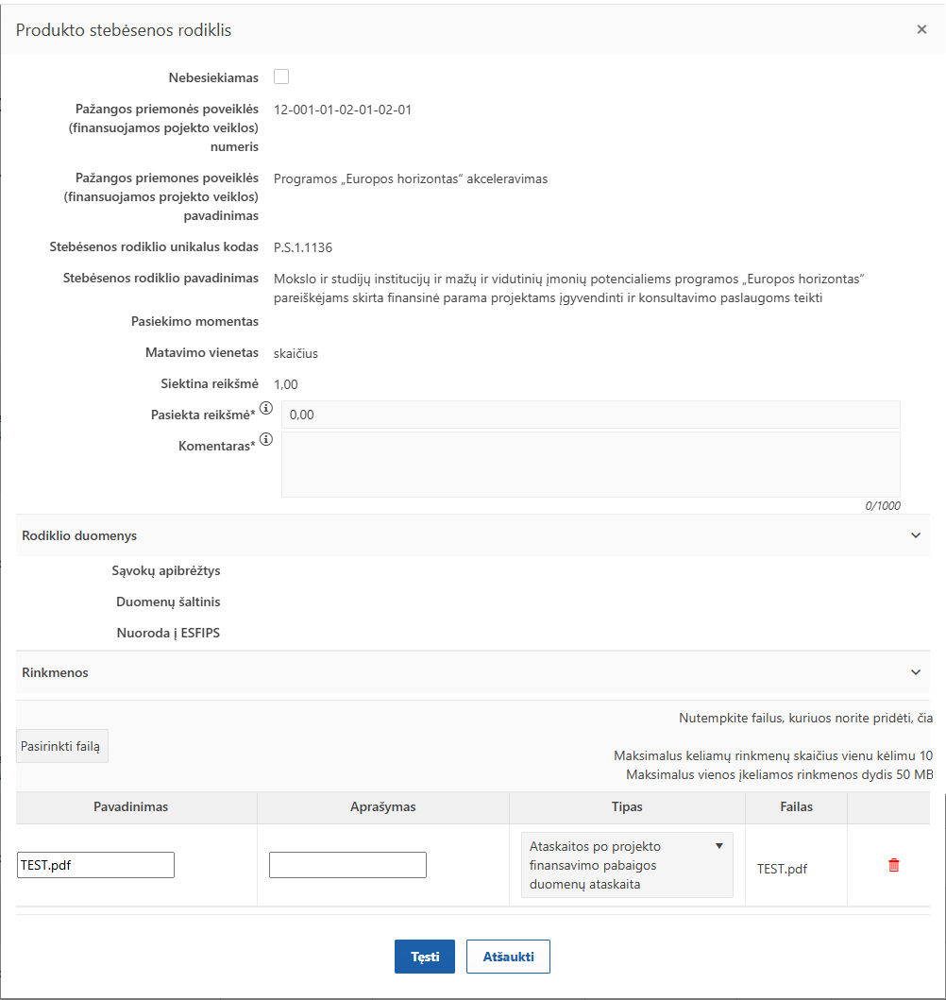 Produkto stebėsenos rodiklis
Nebesiekiamas
Pažangos priemonės poveiklės
(finansuojamos pojekto veiklos)
numeris
12-001-01-02-01-02-01
Pažangos priemones poveiklės
(finansuojamos projekto veiklos)
pavadinimas
Programos „Europos horizontas“ akceleravimas
Stebėsenos rodiklio unikalus kodas
P.S.1.1136
Stebėsenos rodiklio pavadinimas
Mokslo ir studijų institucijų ir mažų ir vidutinių įmonių potencialiems programos „Europos horizontas“
pareiškėjams skirta finansinė parama projektams įgyvendinti ir konsultavimo paslaugoms teikti
Pasiekimo momentas
Matavimo vienetas
skaičius
Siektina reikšmė
1,00
Pasiekta reikšmė*
0,00
Komentaras*
0/1000
Rodiklio duomenys
Sąvokų apibrėžtys
Duomenų šaltinis
Nuoroda į ESFIPS
Rinkmenos
Nutempkite failus, kuriuos norite pridėti, čia
Pasirinkti failą
Maksimalus keliamų rinkmenų skaičius vienu kėlimu 10
Maksimalus vienos įkeliamos rinkmenos dydis 50 MB
Pavadinimas
Aprašymas
Tipas
Failas
TEST.pdf
Ataskaitos po projekto
finansavimo pabaigos
duomenų ataskaita
TEST.pdf
Tęsti
Atšaukti